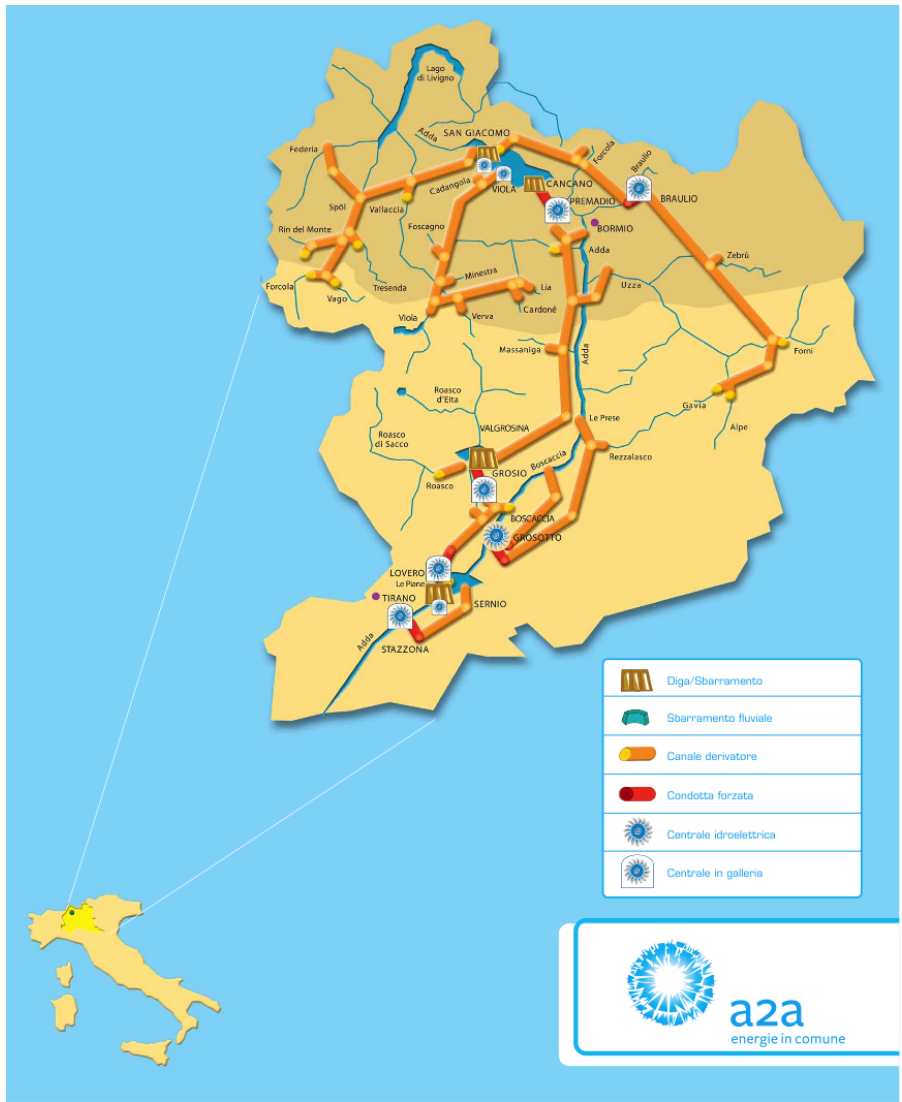 Lago
di Livigno
Adda
SAN GIACOMO
Federia
Forcola
Braulio
Cadangola
VIOLA
CANCANO
PREMADIO
BRAULIO
Spöl
Vallaccia
BORMIO
Foscagno
Rin del Monte
Adda
Zebrù
Minestra
Forcola
Vago
Tresenda
Lia
Uzza
Cardoné
Viola
Verva
Massaniga
Adda
Forni
Roasco
d'Eita
Gavia
Le Prese
Alpe
VALGROSINA
Roasco
di Sacco
Rezzalasco
Boscaccia
GROSIO
Roasco
BOSCACCIA
GROSOTTO
LOVERO
Le Piane
TIRANO
SERNIO
Adda
STAZZONA
Diga/Sbarramento
Sbarramento fluviale
Canale derivatore
Condotta forzata
Centrale idroelettrica
Centrale in galleria
a2a
energie in comune